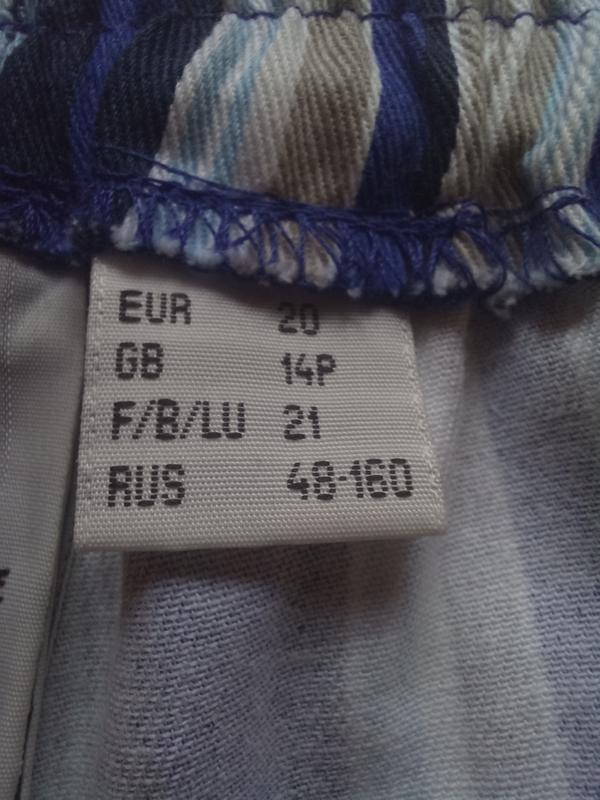 EUR 20
GB 14P
F/B/LU 21
RUS 48-160